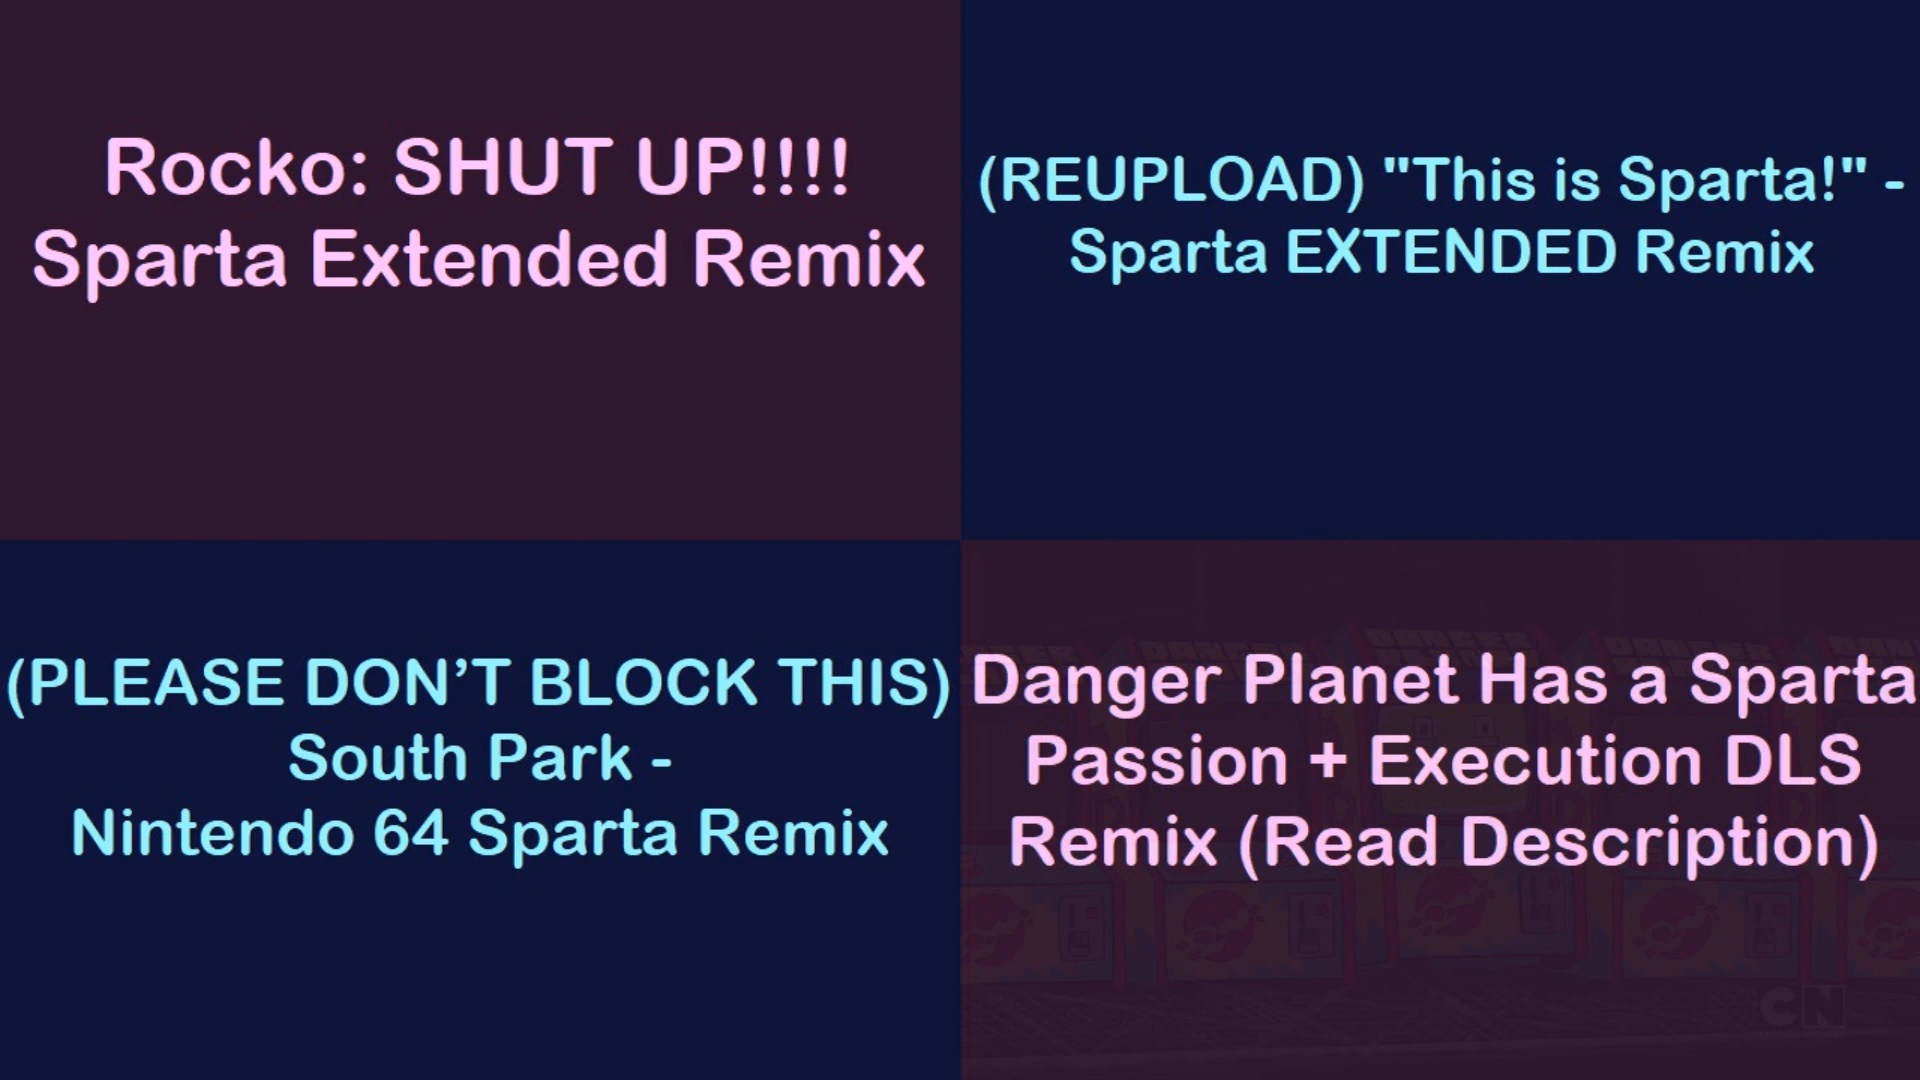 Rocko: SHUT UP!!!!
Sparta Extended Remix
(REUPLOAD) "This is Sparta!" -
Sparta EXTENDED Remix
(PLEASE DON’T BLOCK THIS)
South Park -
Nintendo 64 Sparta Remix
Danger Planet Has a Sparta
Passion + Execution DLS
Remix (Read Description)
CN